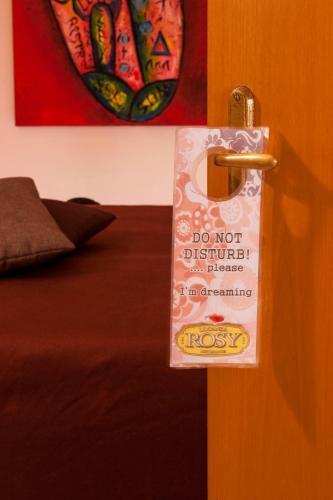 DO NOT
DISTURB!
.... please
I'm dreaming
ROSY